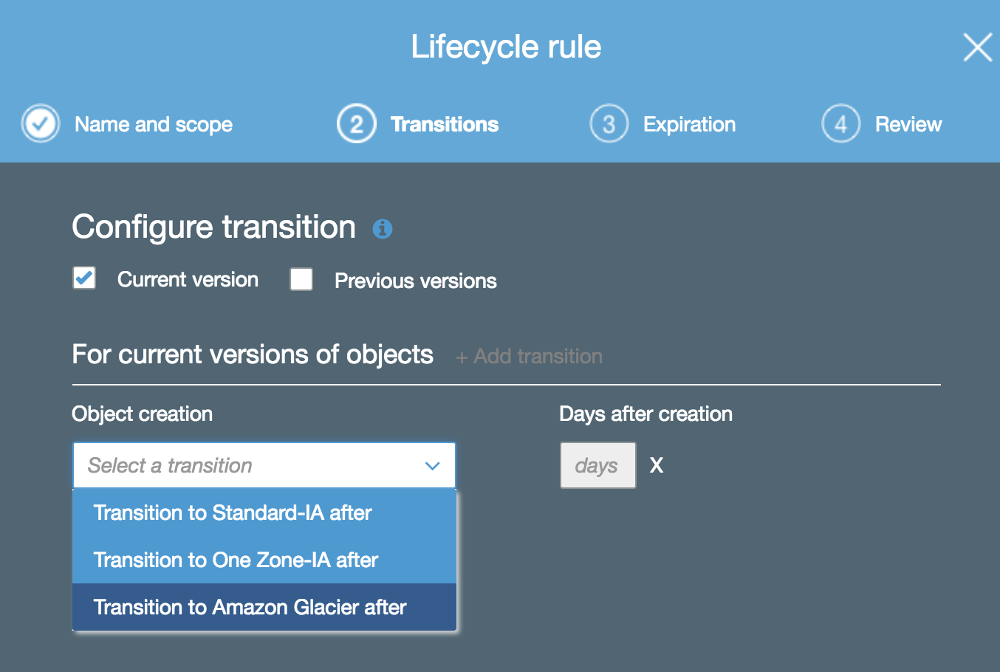 Lifecycle rule
Name and scope
2 Transitions
3 Expiration
4 Review
Configure transition i
Current version
Previous versions
For current versions of objects + Add transition
Object creation
Days after creation
Select a transition
days X
Transition to Standard-IA after
Transition to One Zone-IA after
Transition to Amazon Glacier after